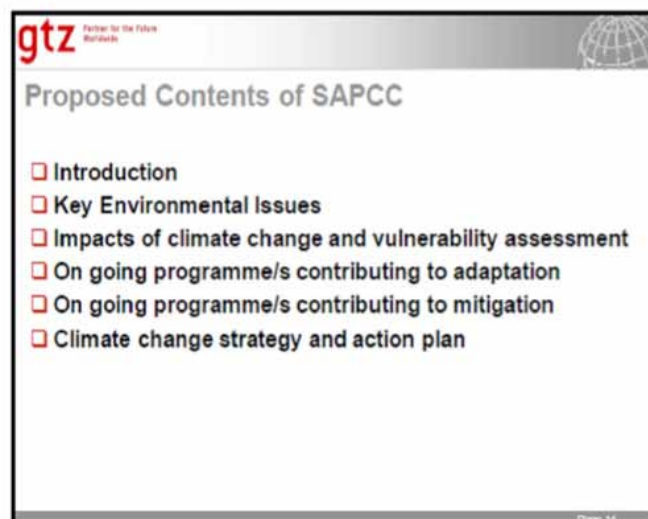 gtz Partner for the Future
Worldwide
Proposed Contents of SAPCC
❑ Introduction
❑ Key Environmental Issues
❑ Impacts of climate change and vulnerability assessment
❑ On going programme/s contributing to adaptation
❑ On going programme/s contributing to mitigation
❑ Climate change strategy and action plan